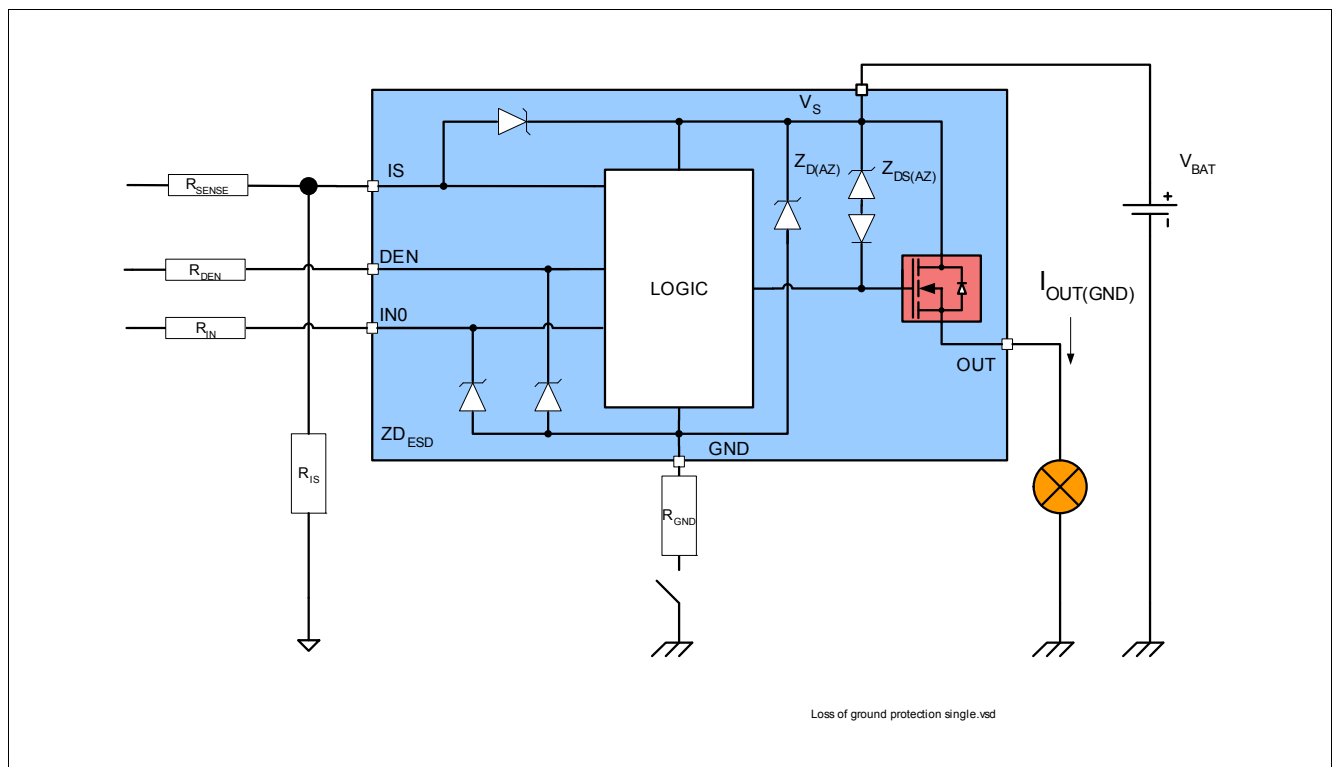 V_S
IS
Z_D(AZ)
Z_DS(AZ)
V_BAT
+
R_SENSE
DEN
R_DEN
LOGIC
I_OUT(GND)
IN0
R_IN
OUT
ZD_ESD
GND
R_IS
R_GND
Loss of ground protection single.vsd